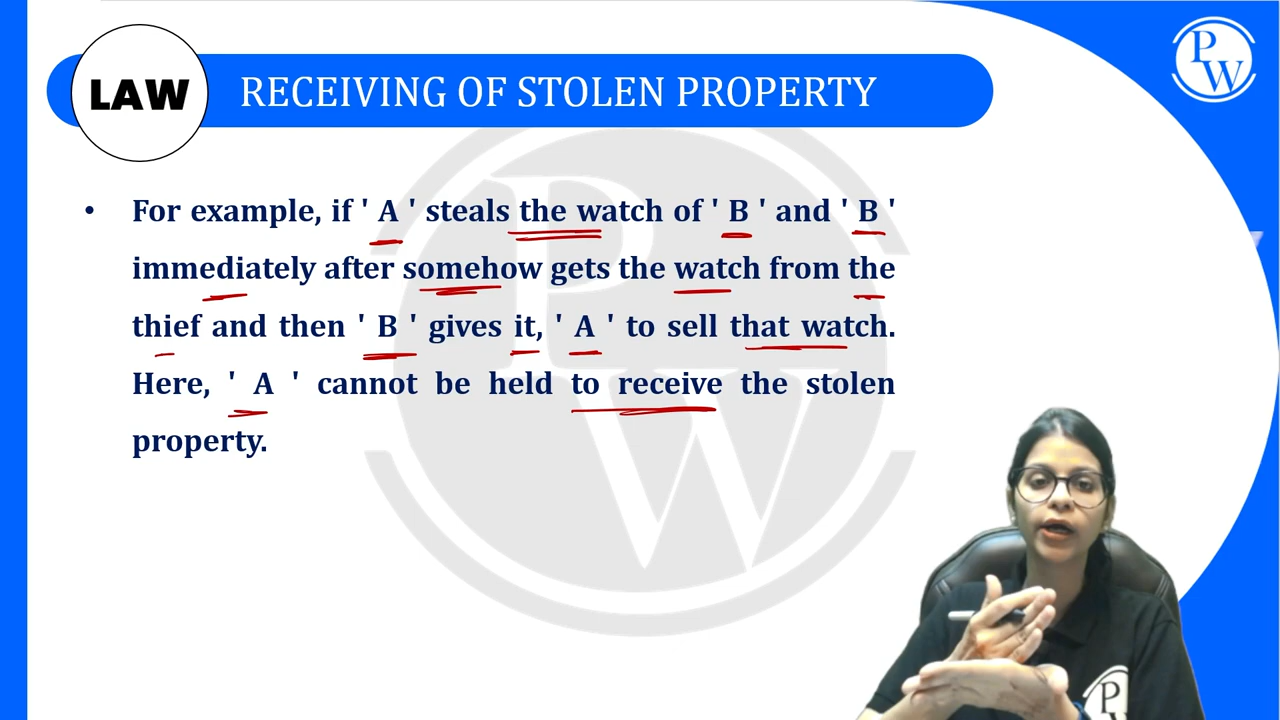 LAW
RECEIVING OF STOLEN PROPERTY
PW
• For example, if ' A ' steals the watch of ' B ' and ' B '
immediately after somehow gets the watch from the
thief and then ' B ' gives it, ' A ' to sell that watch.
Here, ' A ' cannot be held to receive the stolen
property.
PW
P